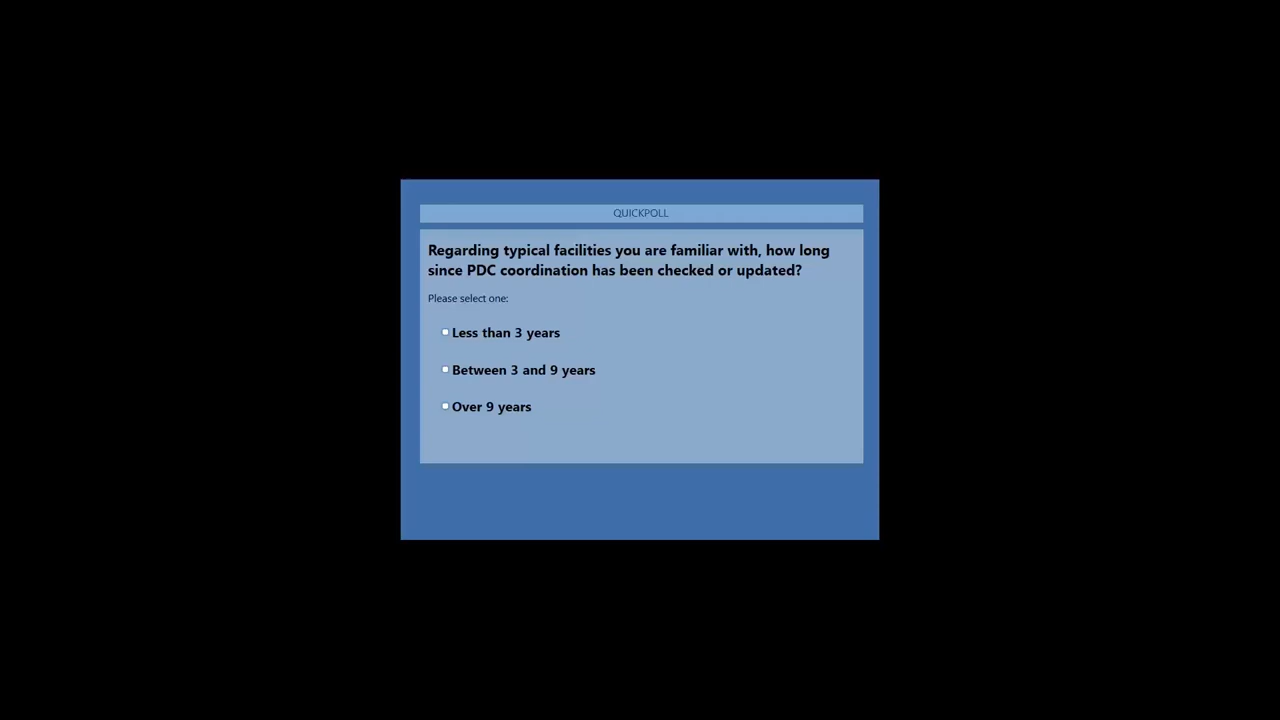 QUICKPOLL
Regarding typical facilities you are familiar with, how long
since PDC coordination has been checked or updated?
Please select one:
Less than 3 years
Between 3 and 9 years
Over 9 years